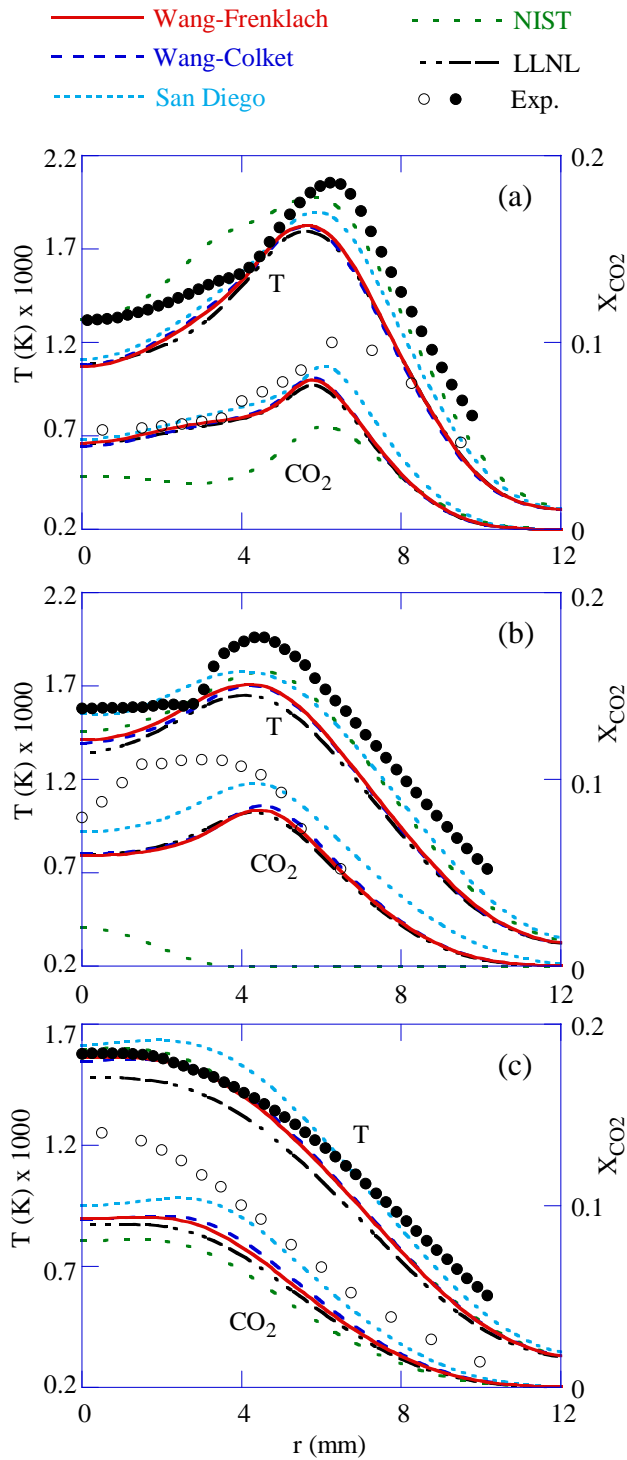 Wang-Frenklach
NIST
Wang-Colket
LLNL
San Diego
Exp.
2.2
0.2
(a)
1.7
T
1.2
0.1
0.7
CO2
0.2
0
T (K) x 1000
XCO2
0 4 8 12
2.2
0.2
(b)
1.7
T
1.2
0.1
0.7
CO2
0.2
0
T (K) x 1000
XCO2
0 4 8 12
1.7
0.2
(c)
T
1.2
0.1
0.7
CO2
0.2
0
T (K) x 1000
XCO2
0 4 8 12
r (mm)